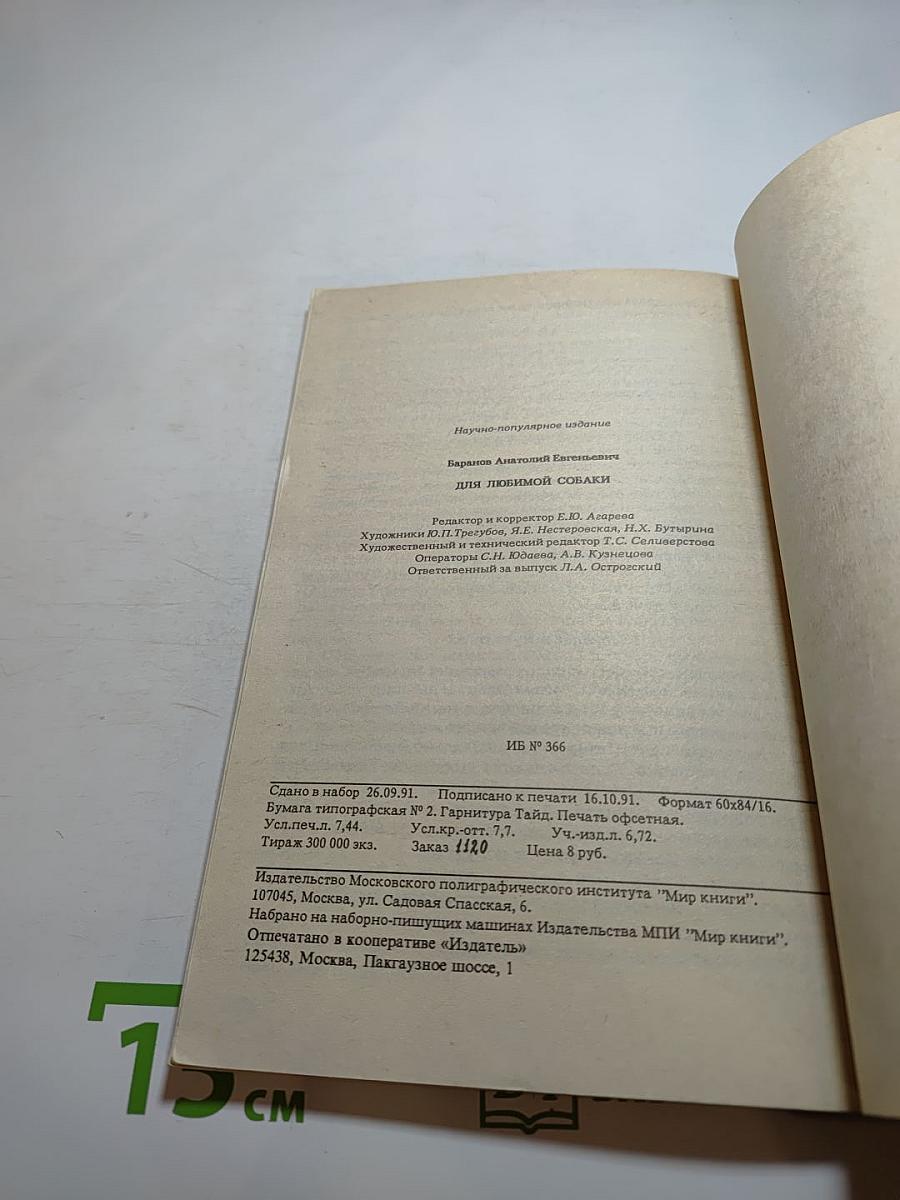 Научно-популярное издание
Баранов Анатолий Евгеньевич
ДЛЯ ЛЮБИМОЙ СОБАКИ
Редактор и корректор Е.Ю. Агарева
Художники Ю.П.Трегубов, Я.Е. Нестеровская, Н.Х. Бутырина
Художественный и технический редактор Т.С. Селиверстова
Операторы С.Н. Юдаева, А.В. Кузнецова
Ответственный за выпуск Л.А. Острогский
ИБ № 366
Сдано в набор 26.09.91. Подписано к печати 16.10.91. Формат 60х84/16.
Бумага типографская № 2. Гарнитура Тайд. Печать офсетная.
Усл.печ.л. 7,44. Усл.кр.-отт. 7,7. Уч.-изд.л. 6,72.
Тираж 300 000 экз. Заказ 1120 Цена 8 руб.
Издательство Московского полиграфического института "Мир книги".
107045, Москва, ул. Садовая Спасская, 6.
Набрано на наборно-пишущих машинах Издательства МПИ "Мир книги".
Отпечатано в кооперативе «Издатель»
125438, Москва, Пакгаузное шоссе, 1
15 см